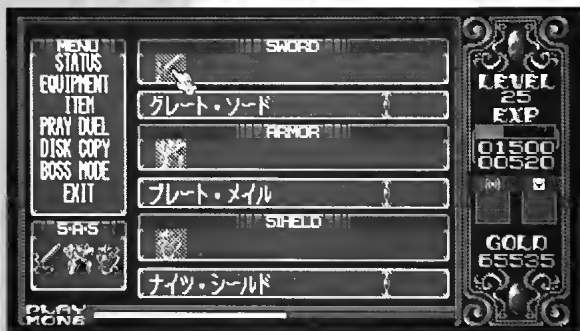 MENU
STATUS
EQUIPMENT
ITEM
PRAY DUEL
DISK COPY
BOSS MODE
EXIT
S·A·S
SWORD
グレート・ソード
ARMOR
プレート・メイル
SIHELD
ナイツ・シールド
LEVEL
25
EXP
01500
00520
GOLD
65535
PLAY
MONE